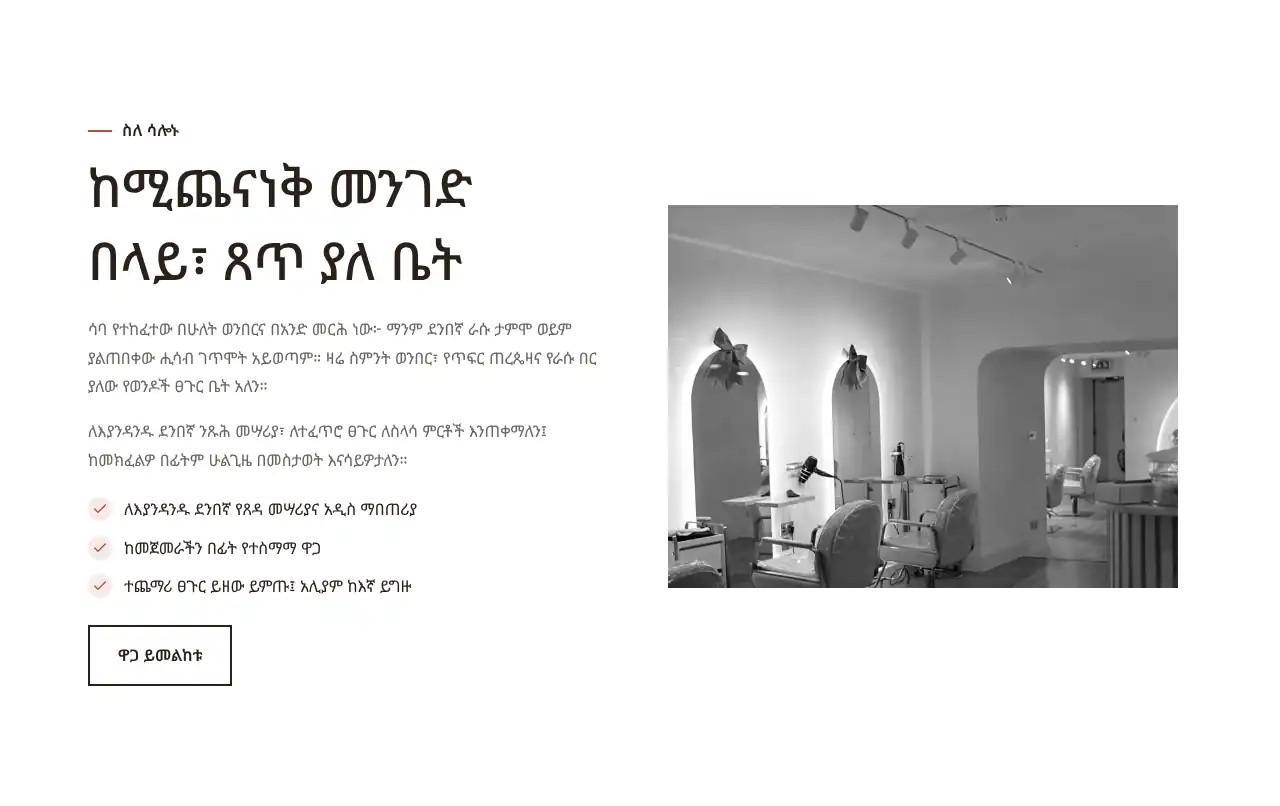 ስለ ሳሎኑ
ከሚጨናነቅ መንገድ
በላይ፣ ጸጥ ያለ ቤት
ሳባ የተከፈተው በሁለት ወንበርና በአንድ መርሕ ነው፦ ማንም ደንበኛ ራሱ ታምሞ ወይም
ያልጠበቀው ሒሳብ ገጥሞት አይወጣም። ዛሬ ስምንት ወንበር፣ የጥፍር ጠረጴዛና የራሱ በር
ያለው የወንዶች ፀጉር ቤት አለን።
ለእያንዳንዱ ደንበኛ ንጹሕ መሣሪያ፣ ለተፈጥሮ ፀጉር ለስላሳ ምርቶች እንጠቀማለን፤
ከመክፈልዎ በፊትም ሁልጊዜ በመስታወት እናሳይዎታለን።
ለእያንዳንዱ ደንበኛ የጸዳ መሣሪያና አዲስ ማበጠሪያ
ከመጀመራችን በፊት የተስማማ ዋጋ
ተጨማሪ ፀጉር ይዘው ይምጡ፤ አሊያም ከእኛ ይግዙ
ዋጋ ይመልከቱ